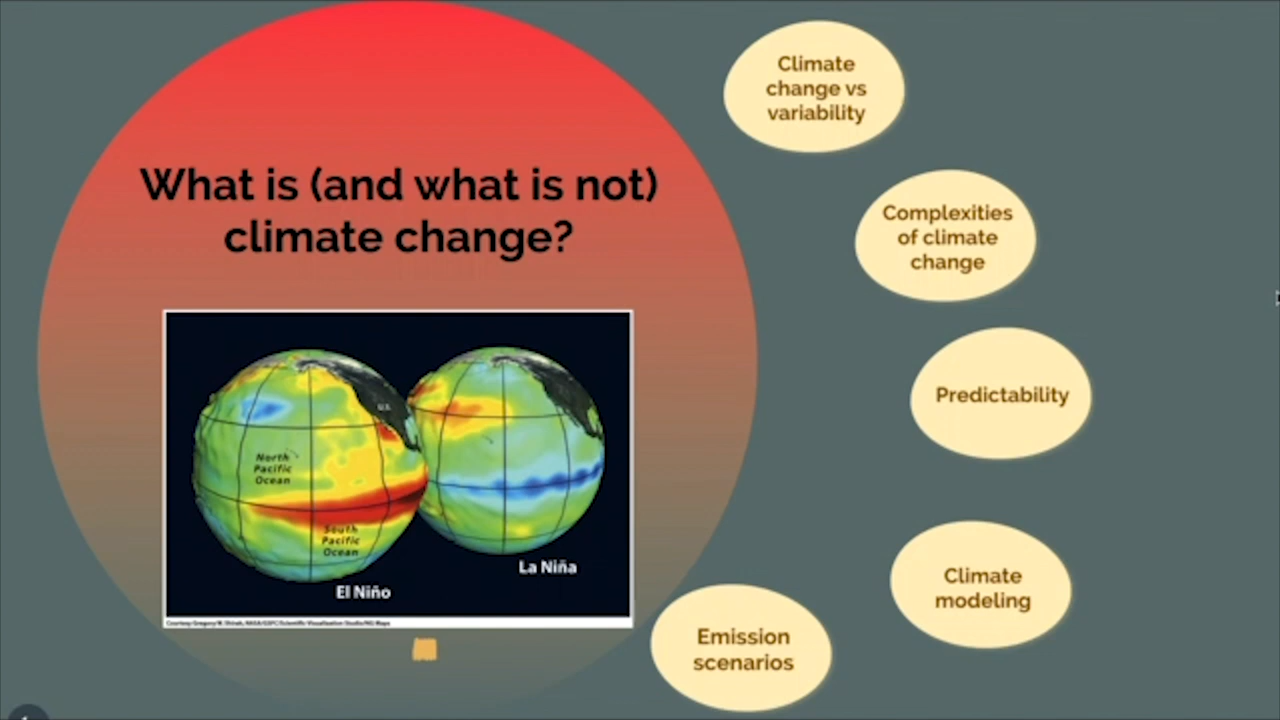 What is (and what is not)
climate change?
U.S.
North
Pacific
Ocean
South
Pacific
Ocean
El Niño
La Niña
Climate
change vs
variability
Complexities
of climate
change
Predictability
Climate
modeling
Emission
scenarios